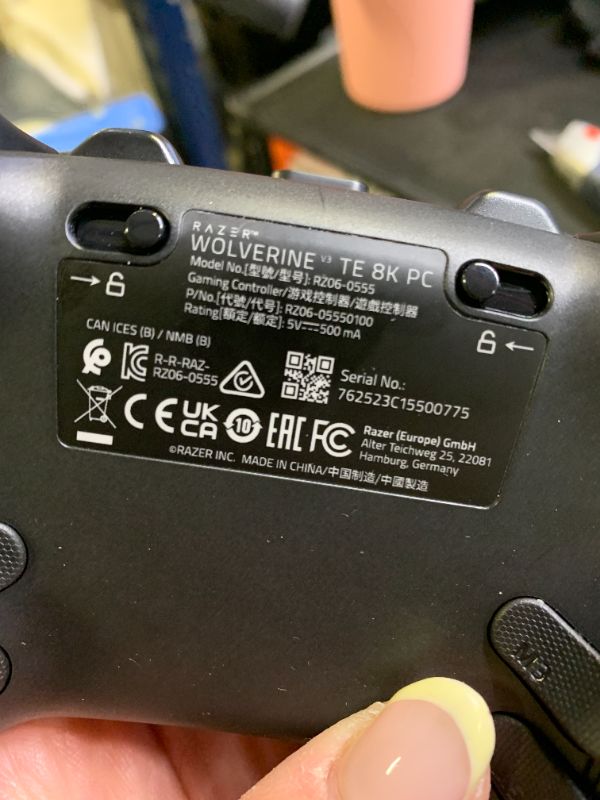 RAZER™
WOLVERINE V3 TE 8K PC
Model No.[型號/型号]: RZ06-0555
Gaming Controller/游戏控制器/遊戲控制器
P/No.[代號/代号]: RZ06-05550100
Rating[額定/额定]: 5V⎓500 mA
CAN ICES (B) / NMB (B)
R-R-RAZ-
RZ06-0555
Serial No.:
762523C15500775
CE UK CA 10 EAC FC
Razer (Europe) GmbH
Alter Teichweg 25, 22081
Hamburg, Germany
©RAZER INC. MADE IN CHINA/中国制造/中國製造
M3